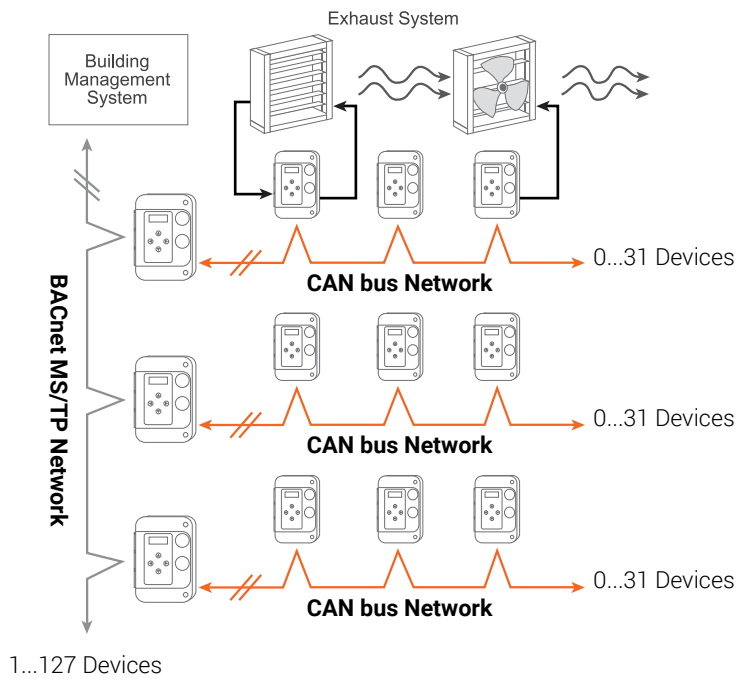 Exhaust System
Building
Management
System
0...31 Devices
CAN bus Network
BACnet MS/TP Network
0...31 Devices
CAN bus Network
0...31 Devices
CAN bus Network
1...127 Devices